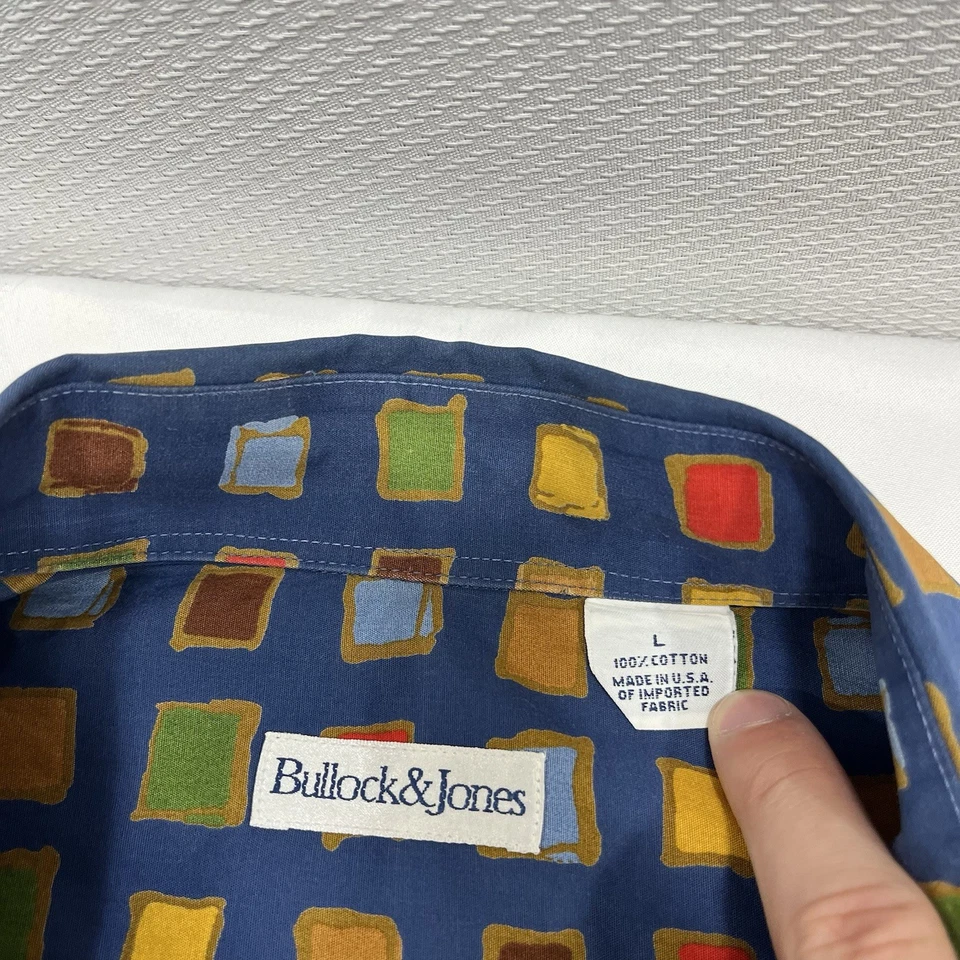 L
100% COTTON
MADE IN U.S.A.
OF IMPORTED
FABRIC
Bullock&Jones